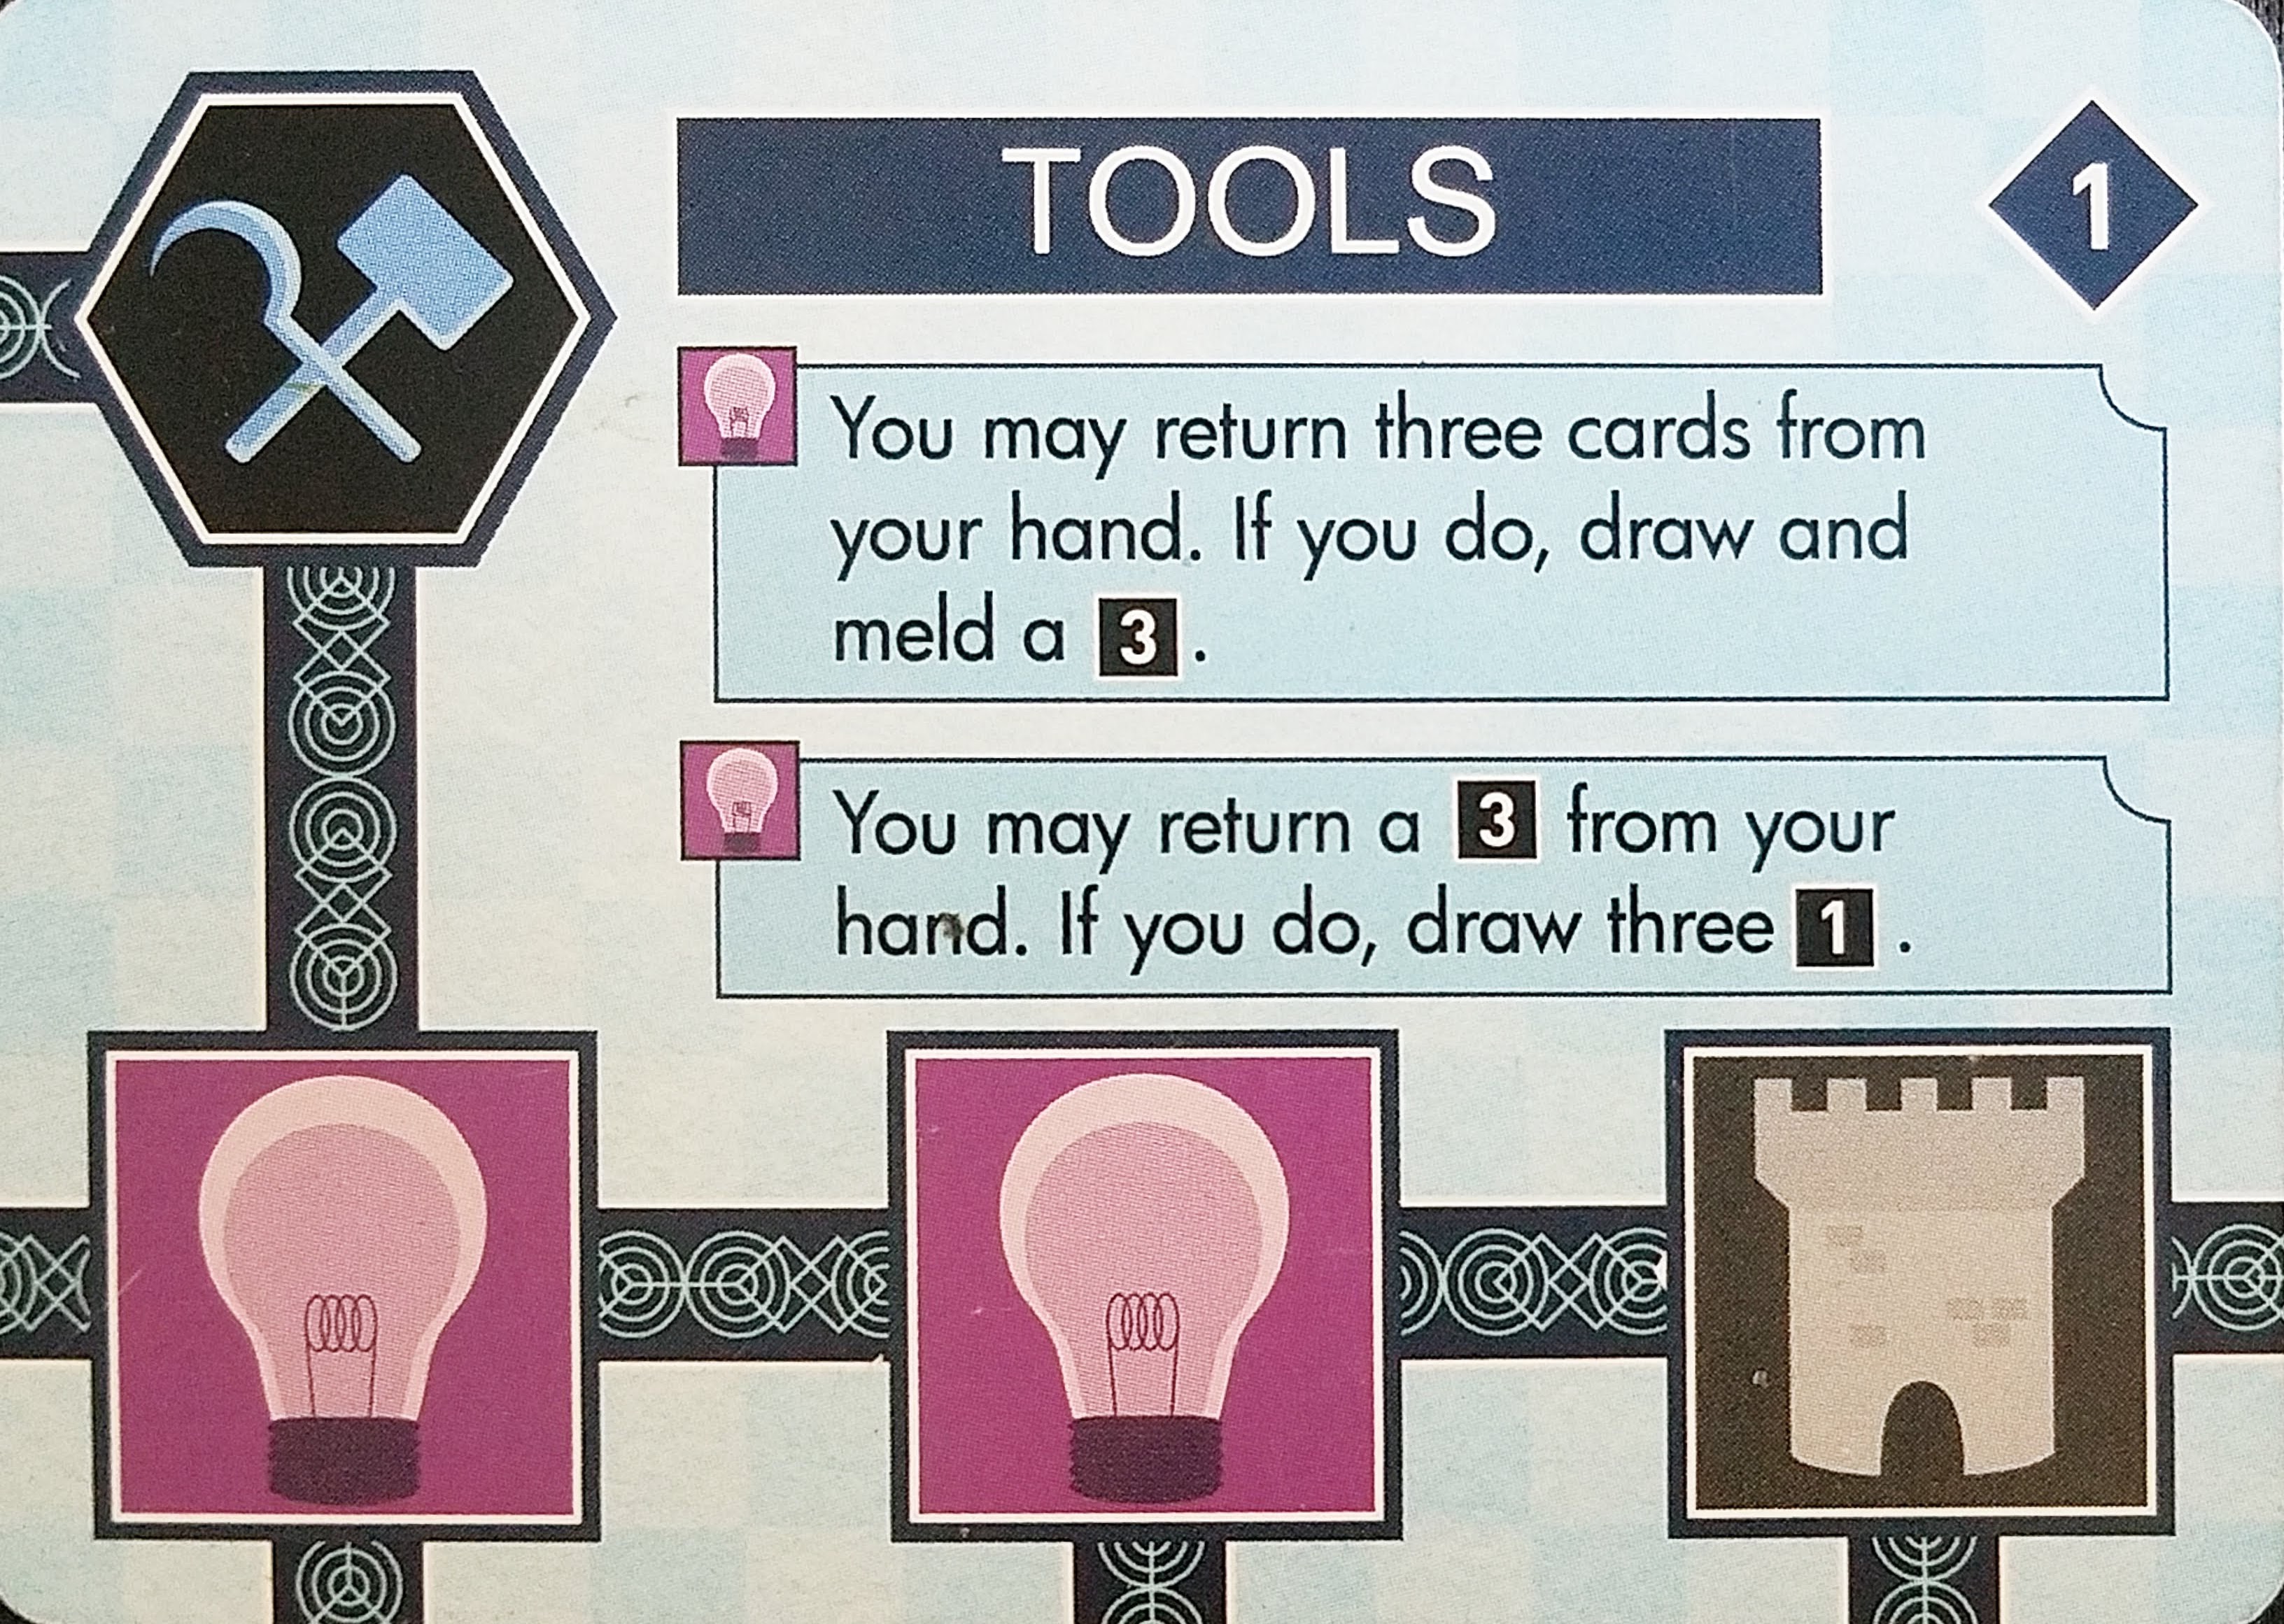 TOOLS
1
You may return three cards from
your hand. If you do, draw and
meld a 3 .
You may return a 3 from your
hand. If you do, draw three 1 .